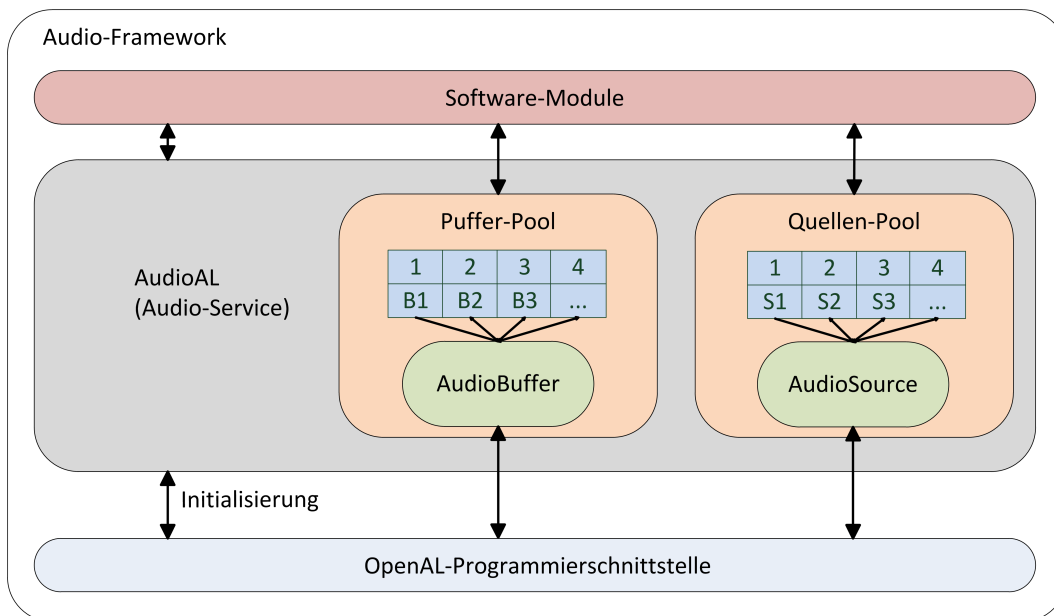 Audio-Framework
Software-Module
Puffer-Pool
1 2 3 4
B1 B2 B3 ...
AudioBuffer
Quellen-Pool
1 2 3 4
S1 S2 S3 ...
AudioSource
AudioAL
(Audio-Service)
Initialisierung
OpenAL-Programmierschnittstelle